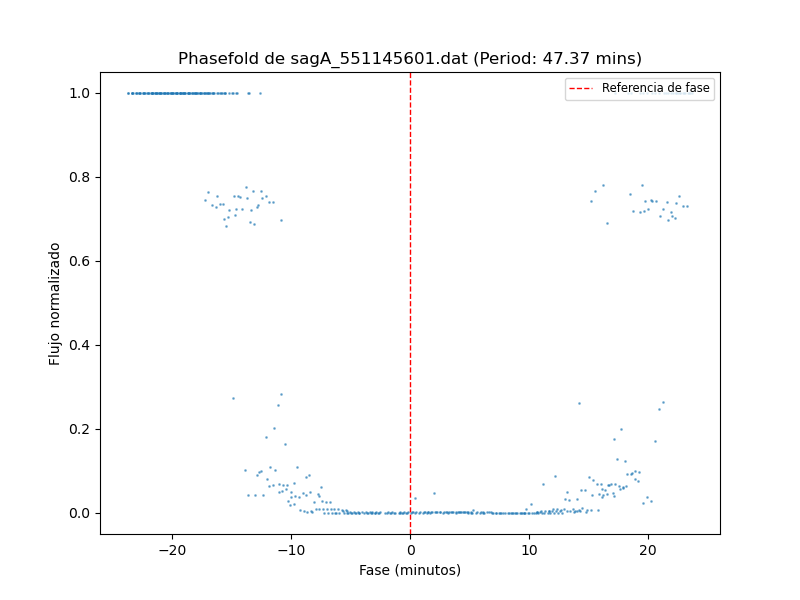 Phasefold de sagA_551145601.dat (Period: 47.37 mins)
Referencia de fase
Flujo normalizado
1.0
0.8
0.6
0.4
0.2
0.0
−20
−10
0
10
20
Fase (minutos)